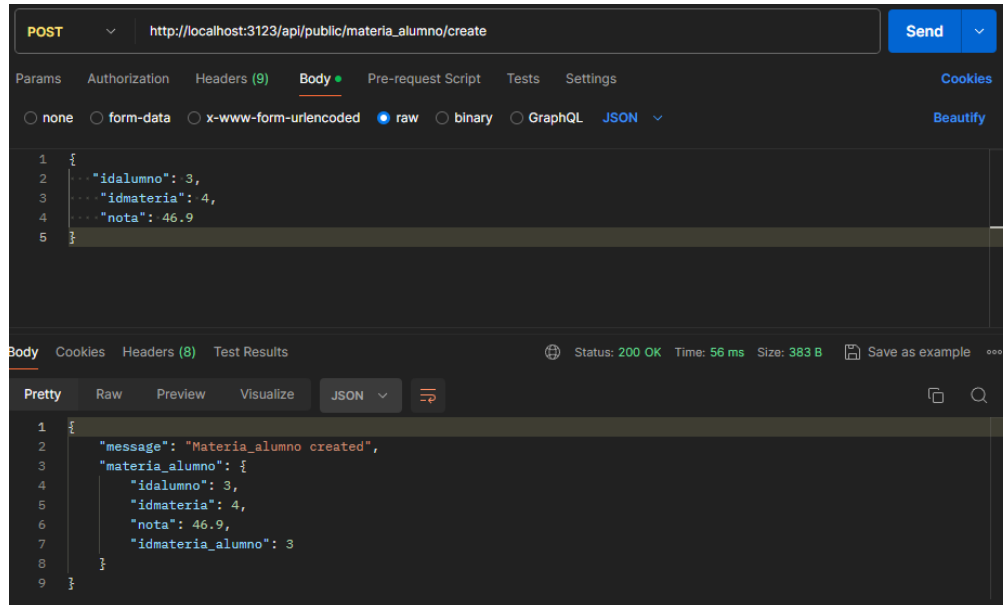 POST http://localhost:3123/api/public/materia_alumno/create Send
Params Authorization Headers (9) Body Pre-request Script Tests Settings Cookies
none form-data x-www-form-urlencoded raw binary GraphQL JSON Beautify
1 {
2 "idalumno": 3,
3 "idmateria": 4,
4 "nota": 46.9
5 }
Body Cookies Headers (8) Test Results Status: 200 OK Time: 56 ms Size: 383 B Save as example
Pretty Raw Preview Visualize JSON
1 {
2 "message": "Materia_alumno created",
3 "materia_alumno": {
4 "idalumno": 3,
5 "idmateria": 4,
6 "nota": 46.9,
7 "idmateria_alumno": 3
8 }
9 }